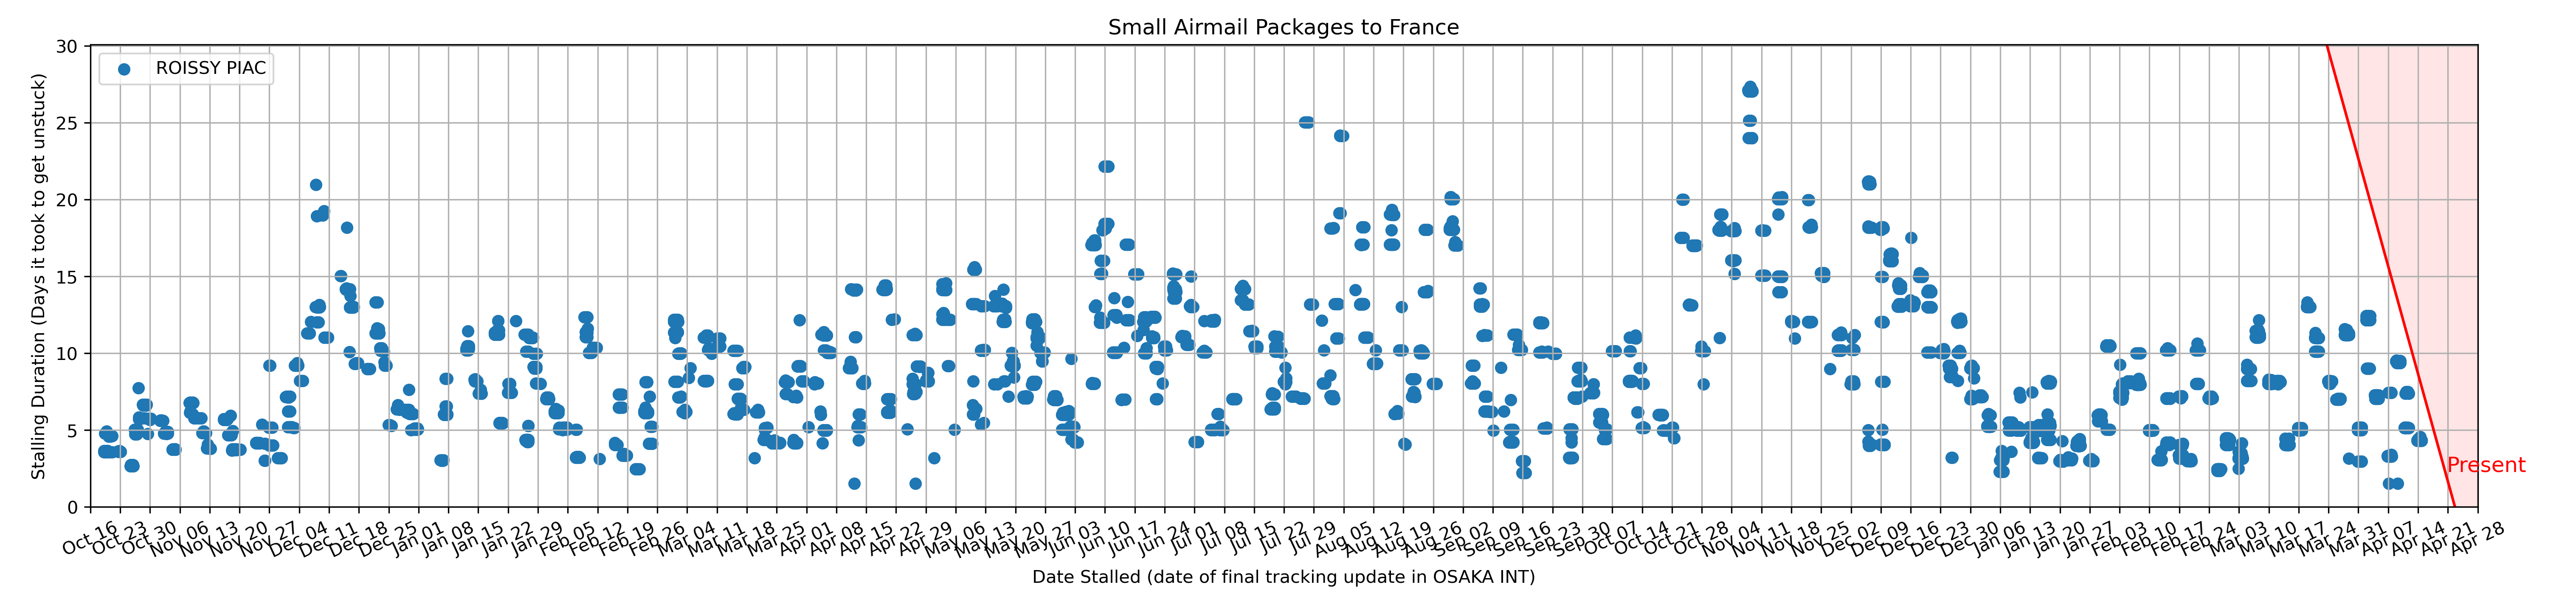 Small Airmail Packages to France
ROISSY PIAC
Stalling Duration (Days it took to get unstuck)
30
25
20
15
10
5
0
Present
Oct 16
Oct 23
Oct 30
Nov 06
Nov 13
Nov 20
Nov 27
Dec 04
Dec 11
Dec 18
Dec 25
Jan 01
Jan 08
Jan 15
Jan 22
Jan 29
Feb 05
Feb 12
Feb 19
Feb 26
Mar 04
Mar 11
Mar 18
Mar 25
Apr 01
Apr 08
Apr 15
Apr 22
Apr 29
May 06
May 13
May 20
May 27
Jun 03
Jun 10
Jun 17
Jun 24
Jul 01
Jul 08
Jul 15
Jul 22
Jul 29
Aug 05
Aug 12
Aug 19
Aug 26
Sep 02
Sep 09
Sep 16
Sep 23
Sep 30
Oct 07
Oct 14
Oct 21
Oct 28
Nov 04
Nov 11
Nov 18
Nov 25
Dec 02
Dec 09
Dec 16
Dec 23
Dec 30
Jan 06
Jan 13
Jan 20
Jan 27
Feb 03
Feb 10
Feb 17
Feb 24
Mar 03
Mar 10
Mar 17
Mar 24
Mar 31
Apr 07
Apr 14
Apr 21
Apr 28
Date Stalled (date of final tracking update in OSAKA INT)